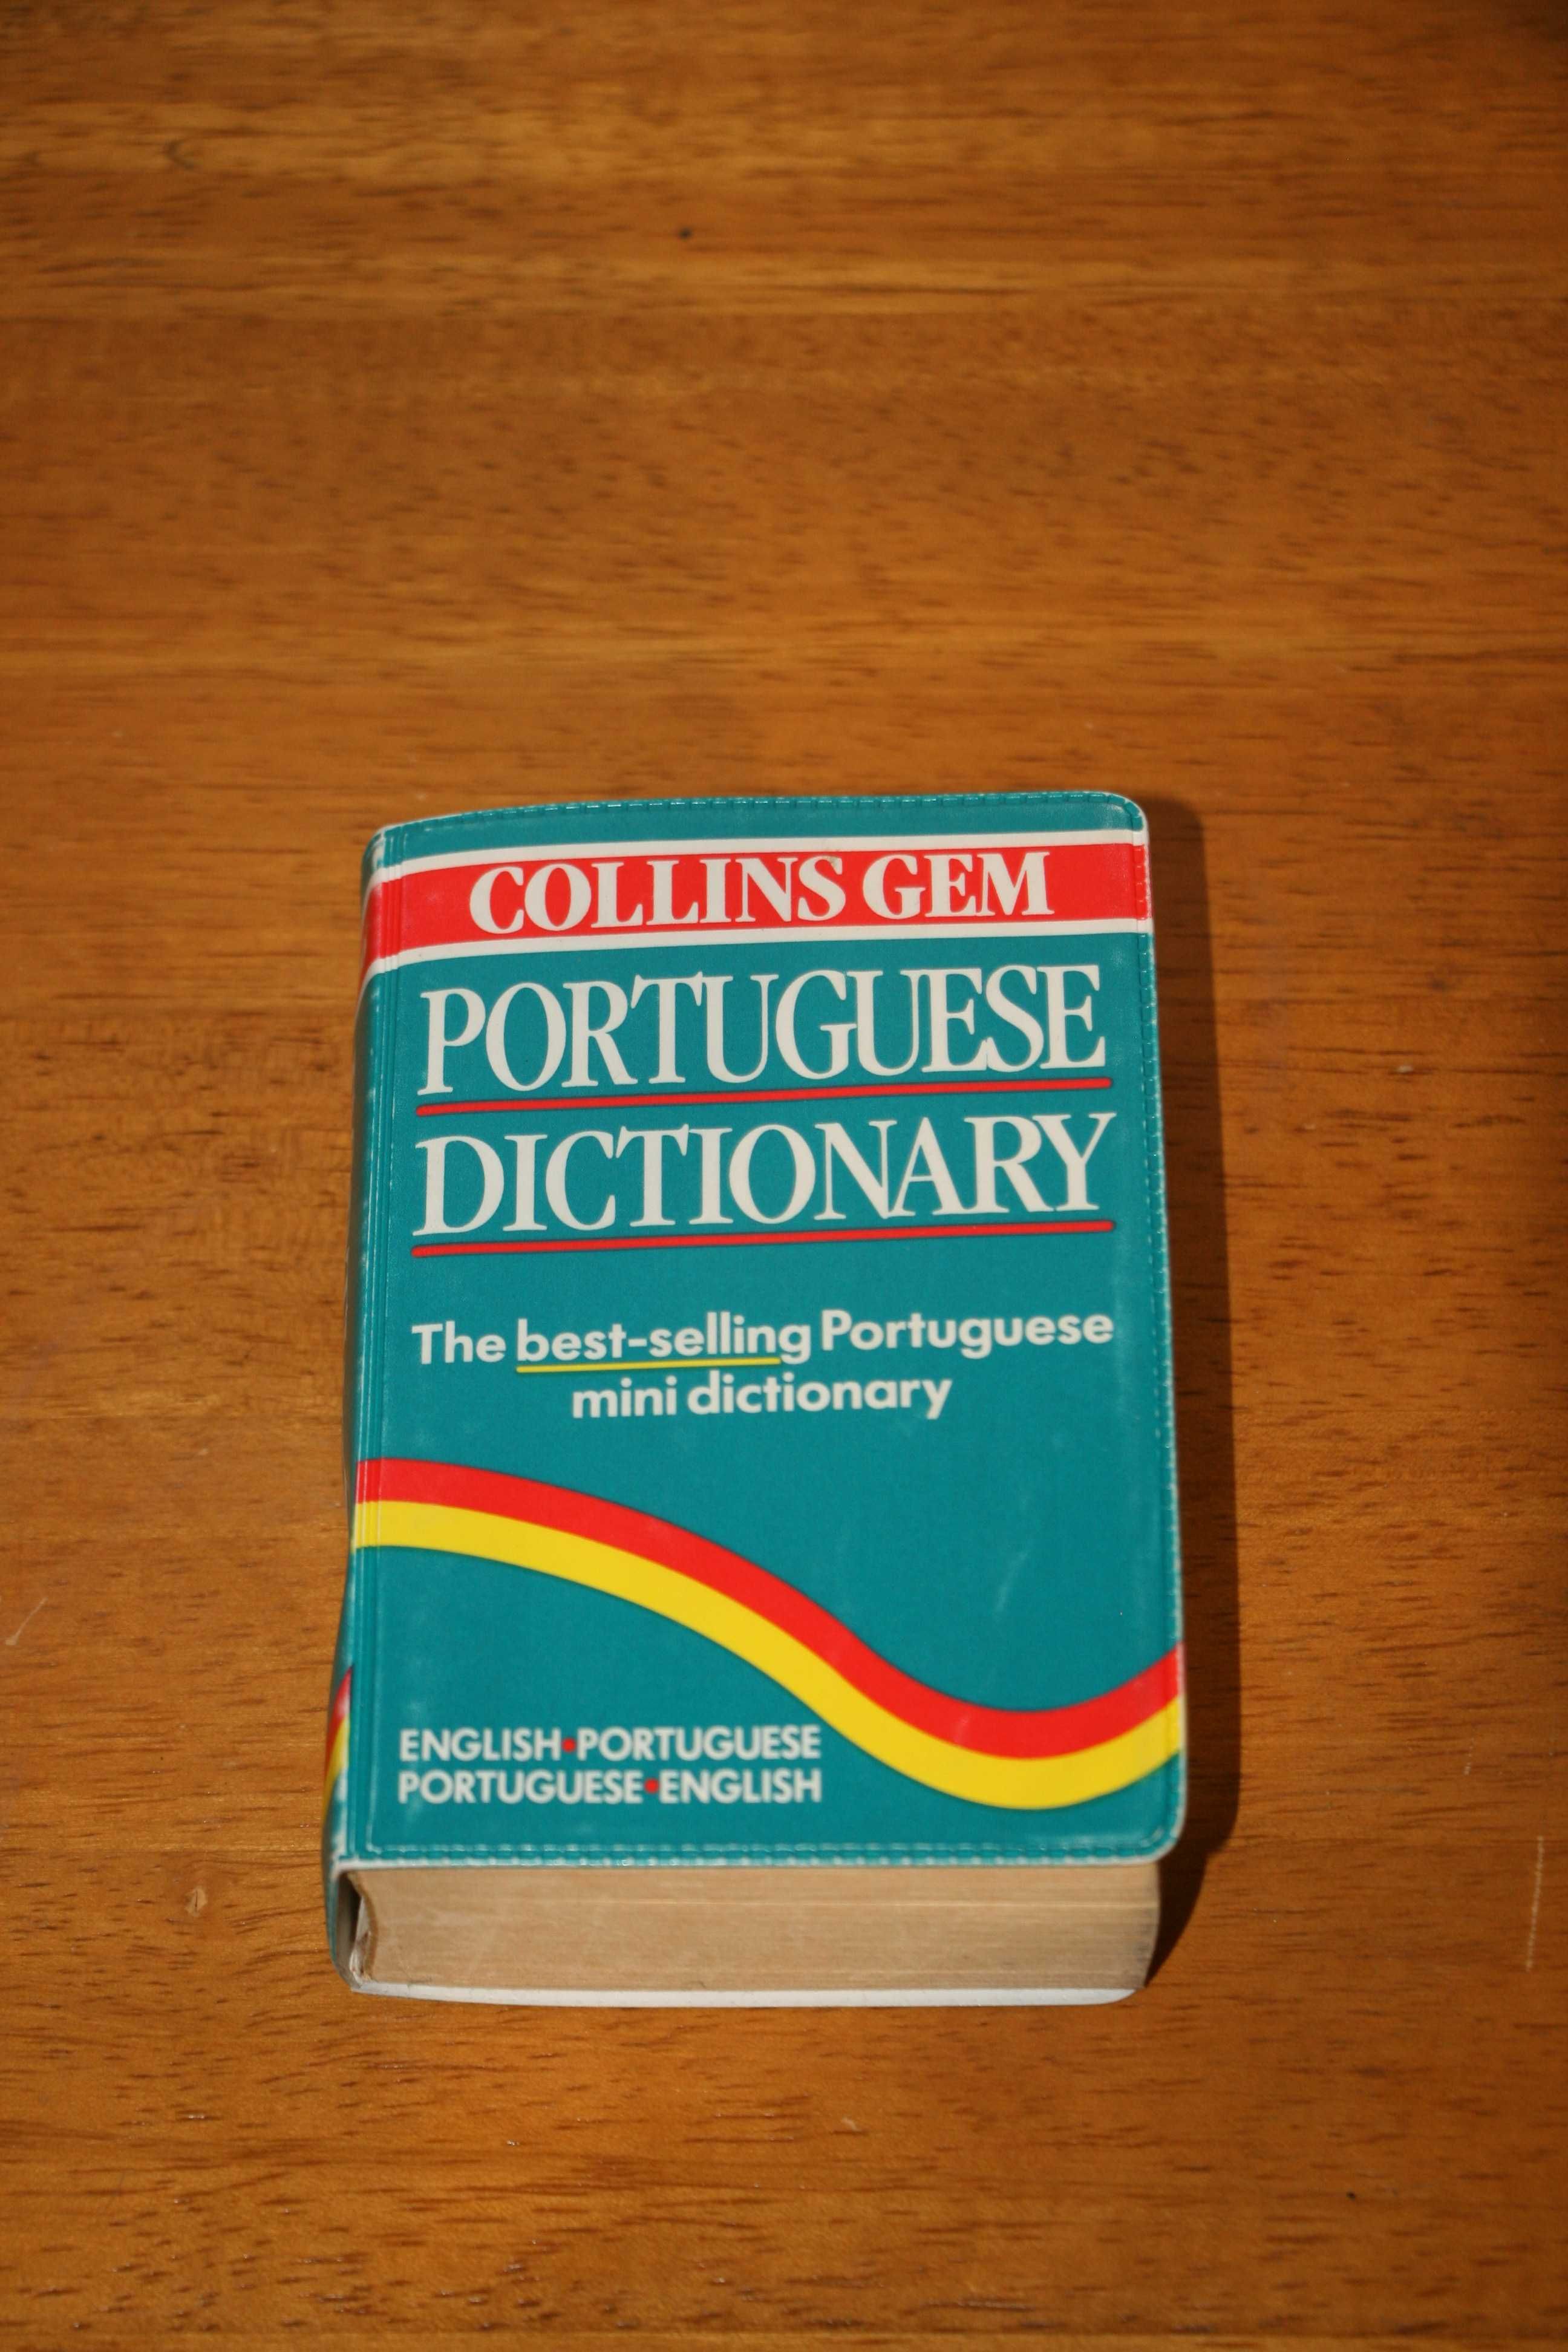 COLLINS GEM
PORTUGUESE
DICTIONARY
The best-selling Portuguese
mini dictionary
ENGLISH•PORTUGUESE
PORTUGUESE•ENGLISH